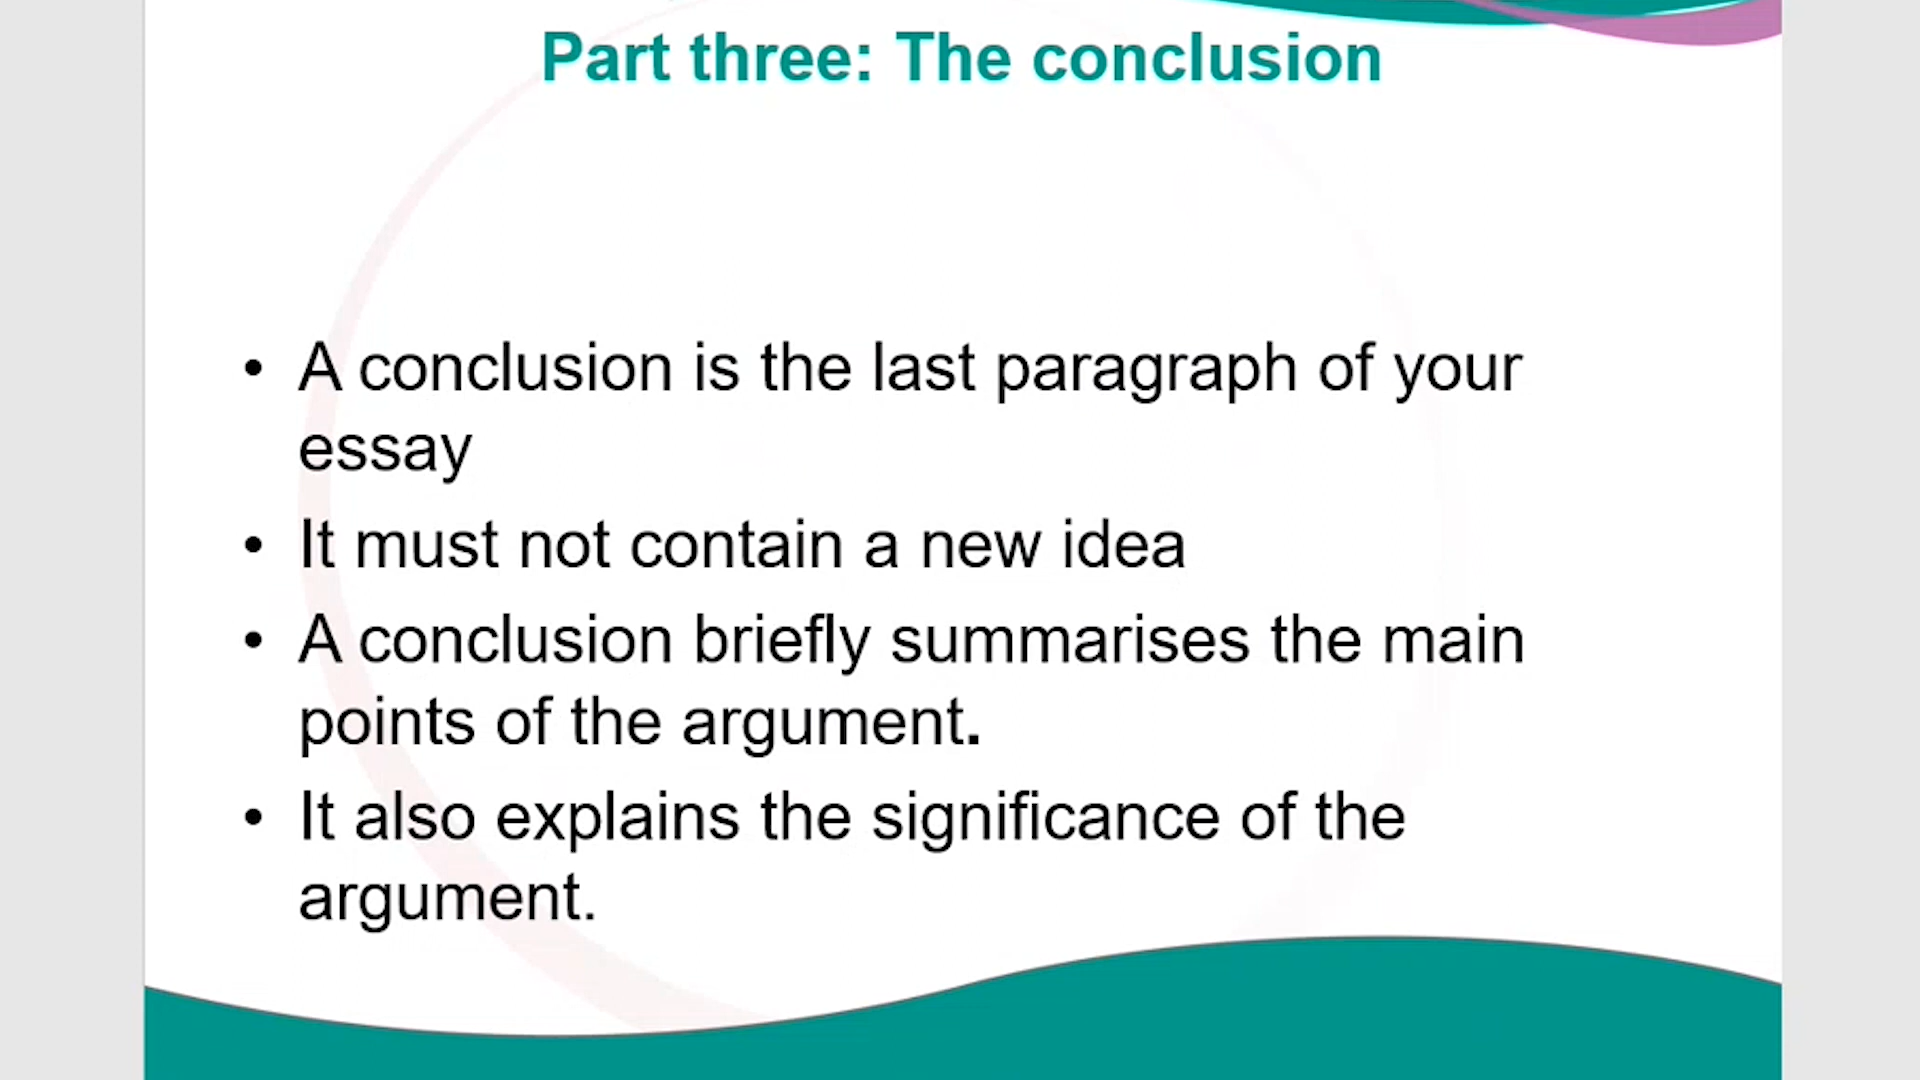 Part three: The conclusion
• A conclusion is the last paragraph of your
essay
• It must not contain a new idea
• A conclusion briefly summarises the main
points of the argument.
• It also explains the significance of the
argument.